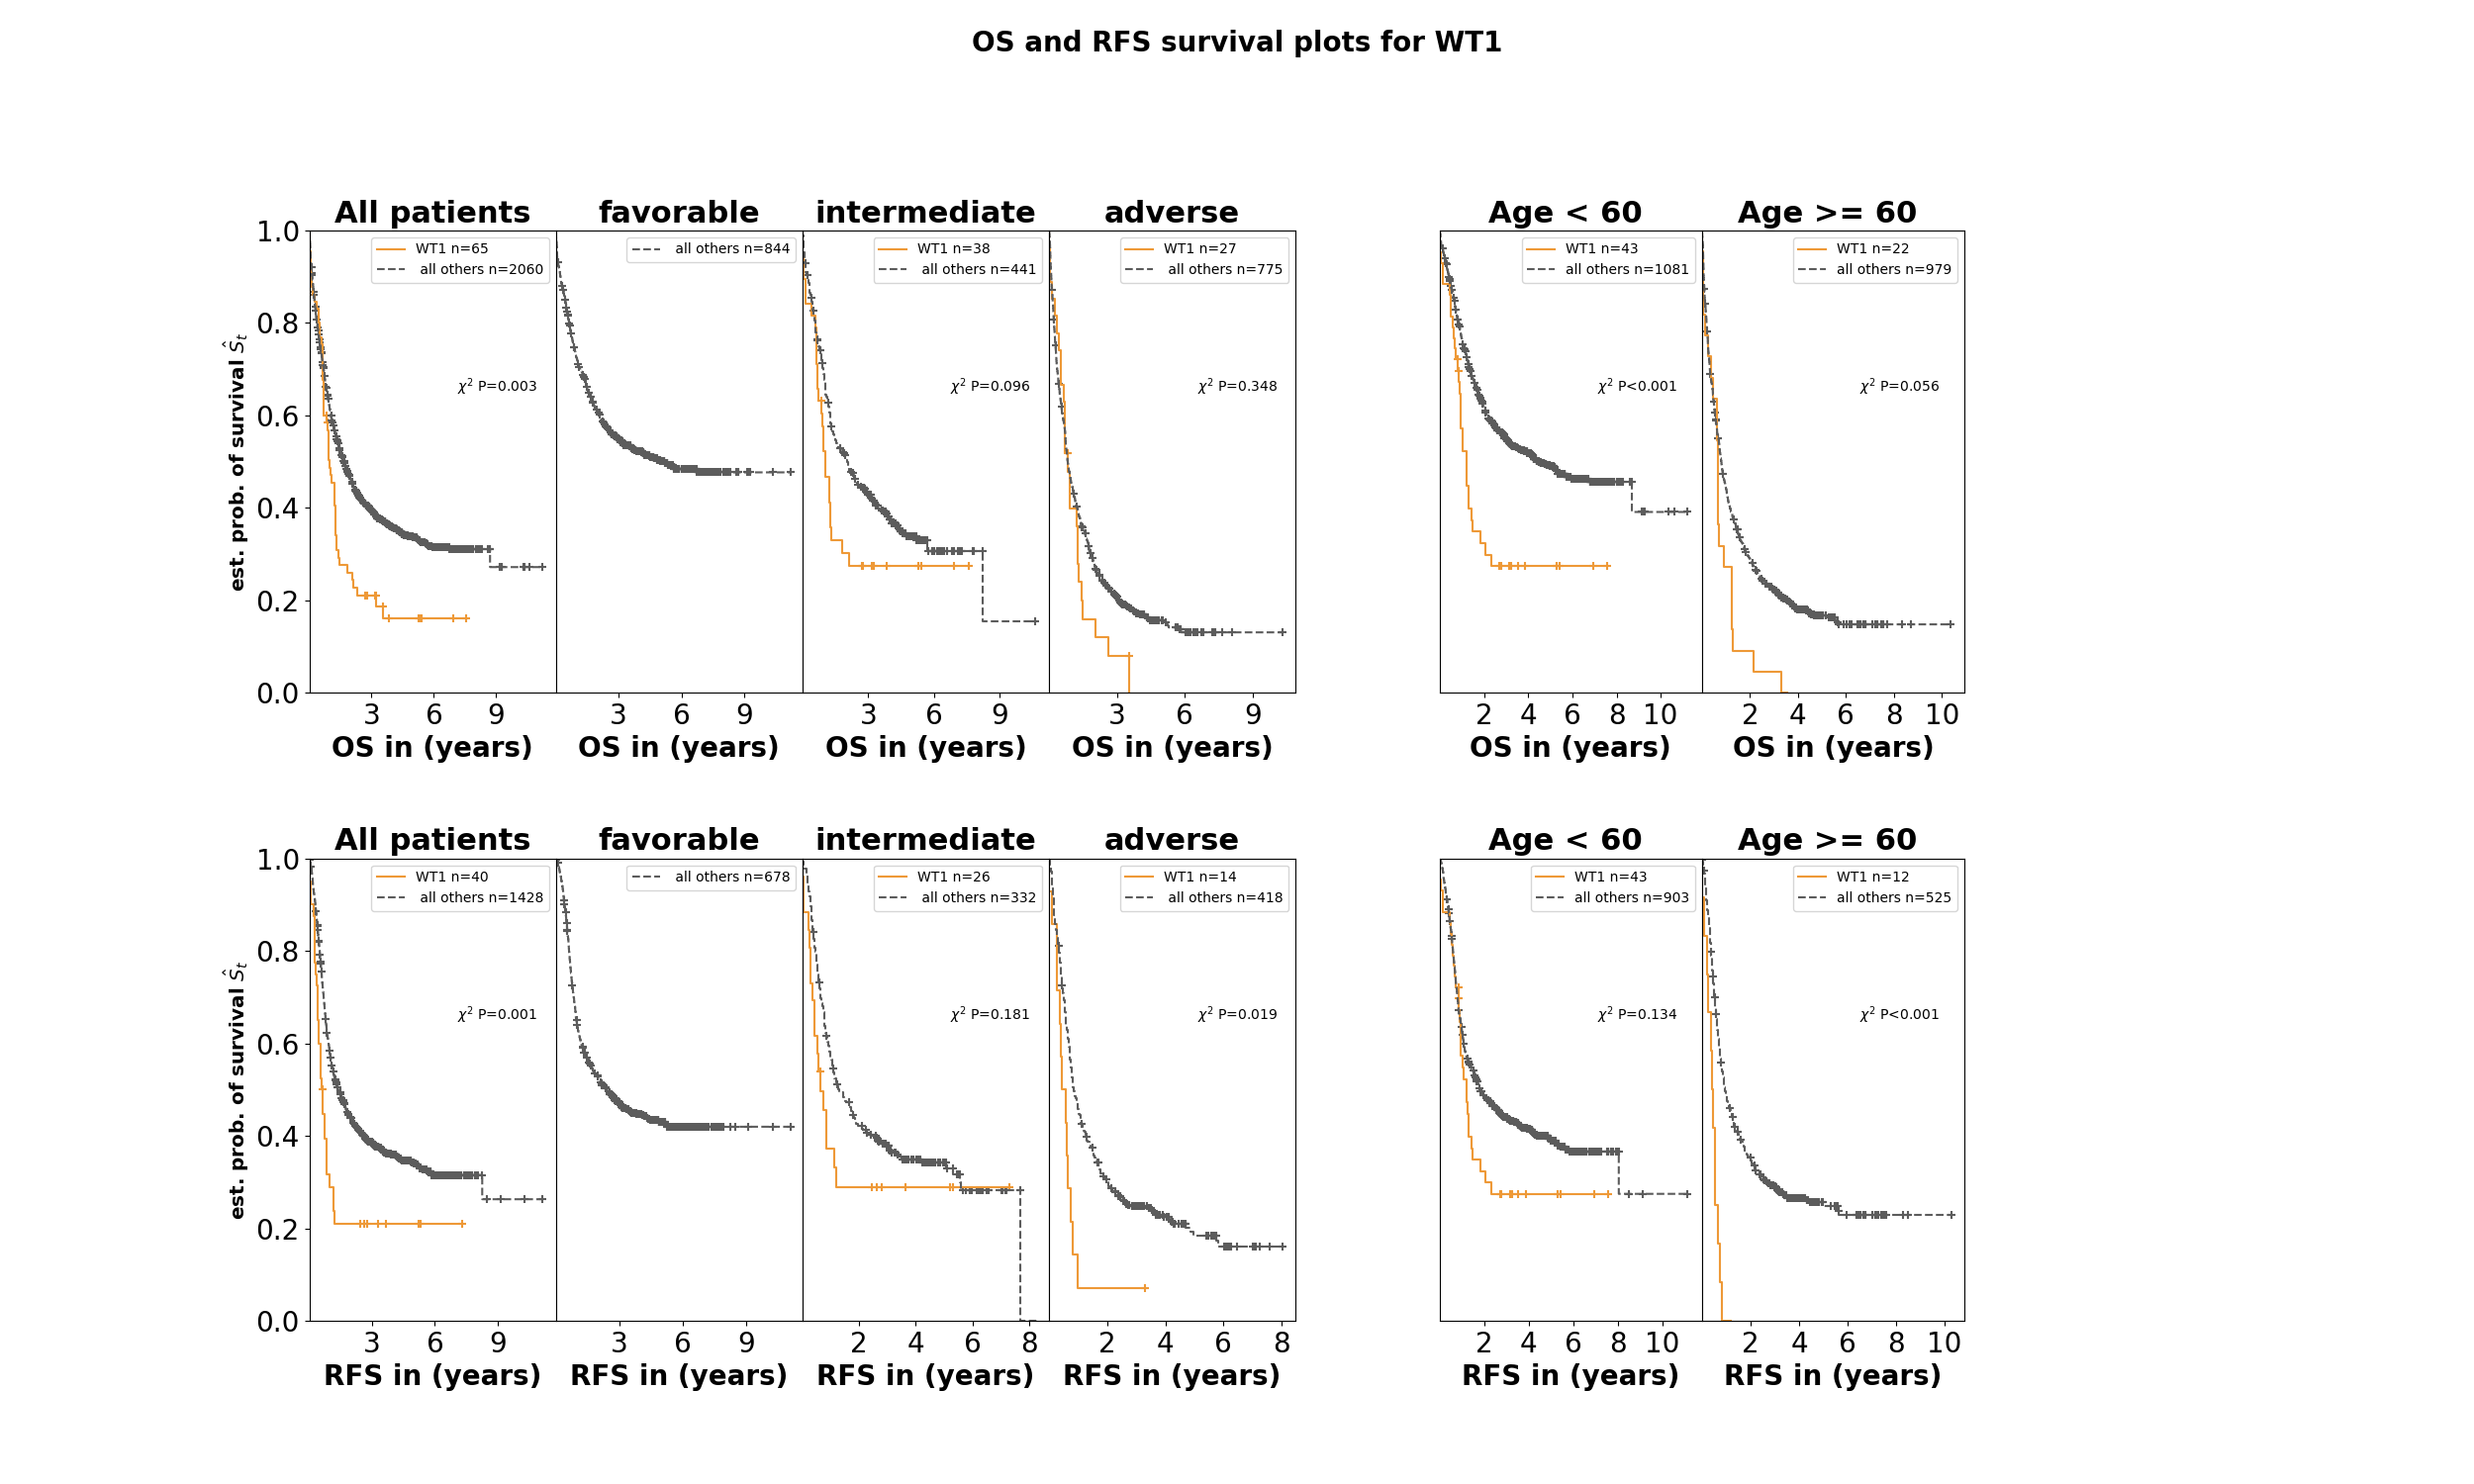 OS and RFS survival plots for WT1
All patients favorable intermediate adverse Age < 60 Age >= 60
est. prob. of survival Ŝₜ
1.0
0.8
0.6
0.4
0.2
0.0
WT1 n=65
all others n=2060
χ² P=0.003
all others n=844
WT1 n=38
all others n=441
χ² P=0.096
WT1 n=27
all others n=775
χ² P=0.348
WT1 n=43
all others n=1081
χ² P<0.001
WT1 n=22
all others n=979
χ² P=0.056
3 6 9 3 6 9 3 6 9 3 6 9 2 4 6 8 10 2 4 6 8 10
OS in (years) OS in (years) OS in (years) OS in (years) OS in (years) OS in (years)
All patients favorable intermediate adverse Age < 60 Age >= 60
est. prob. of survival Ŝₜ
1.0
0.8
0.6
0.4
0.2
0.0
WT1 n=40
all others n=1428
χ² P=0.001
all others n=678
WT1 n=26
all others n=332
χ² P=0.181
WT1 n=14
all others n=418
χ² P=0.019
WT1 n=43
all others n=903
χ² P=0.134
WT1 n=12
all others n=525
χ² P<0.001
3 6 9 3 6 9 2 4 6 8 2 4 6 8 2 4 6 8 10 2 4 6 8 10
RFS in (years) RFS in (years) RFS in (years) RFS in (years) RFS in (years) RFS in (years)